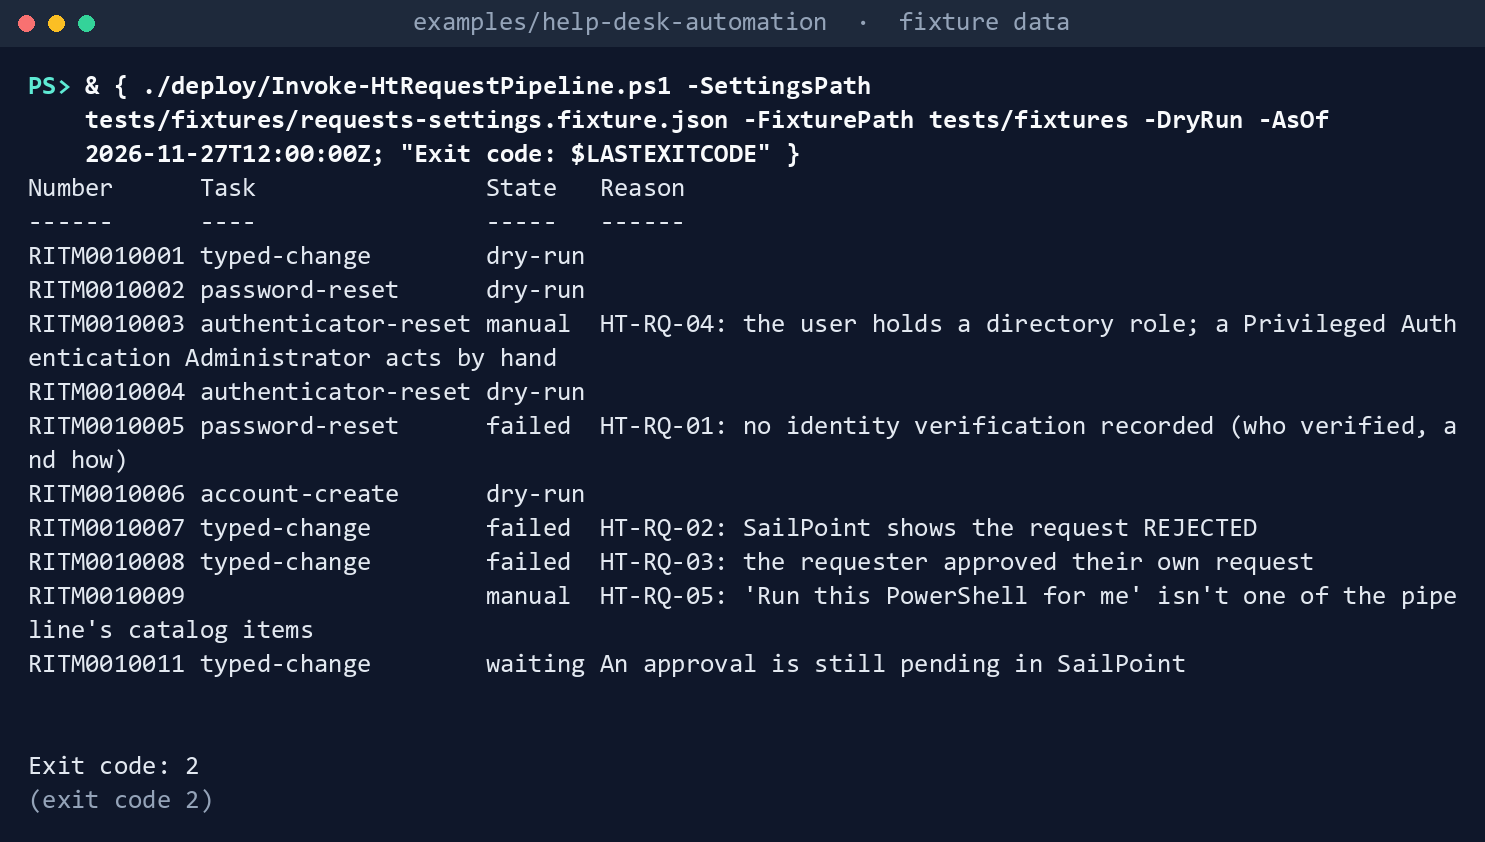 examples/help-desk-automation · fixture data
PS> & { ./deploy/Invoke-HtRequestPipeline.ps1 -SettingsPath
tests/fixtures/requests-settings.fixture.json -FixturePath tests/fixtures -DryRun -AsOf
2026-11-27T12:00:00Z; "Exit code: $LASTEXITCODE" }
Number      Task                State   Reason
------      ----                -----   ------
RITM0010001 typed-change        dry-run
RITM0010002 password-reset      dry-run
RITM0010003 authenticator-reset manual  HT-RQ-04: the user holds a directory role; a Privileged Auth
entication Administrator acts by hand
RITM0010004 authenticator-reset dry-run
RITM0010005 password-reset      failed  HT-RQ-01: no identity verification recorded (who verified, a
nd how)
RITM0010006 account-create      dry-run
RITM0010007 typed-change        failed  HT-RQ-02: SailPoint shows the request REJECTED
RITM0010008 typed-change        failed  HT-RQ-03: the requester approved their own request
RITM0010009                     manual  HT-RQ-05: 'Run this PowerShell for me' isn't one of the pipe
line's catalog items
RITM0010011 typed-change        waiting An approval is still pending in SailPoint
Exit code: 2
(exit code 2)